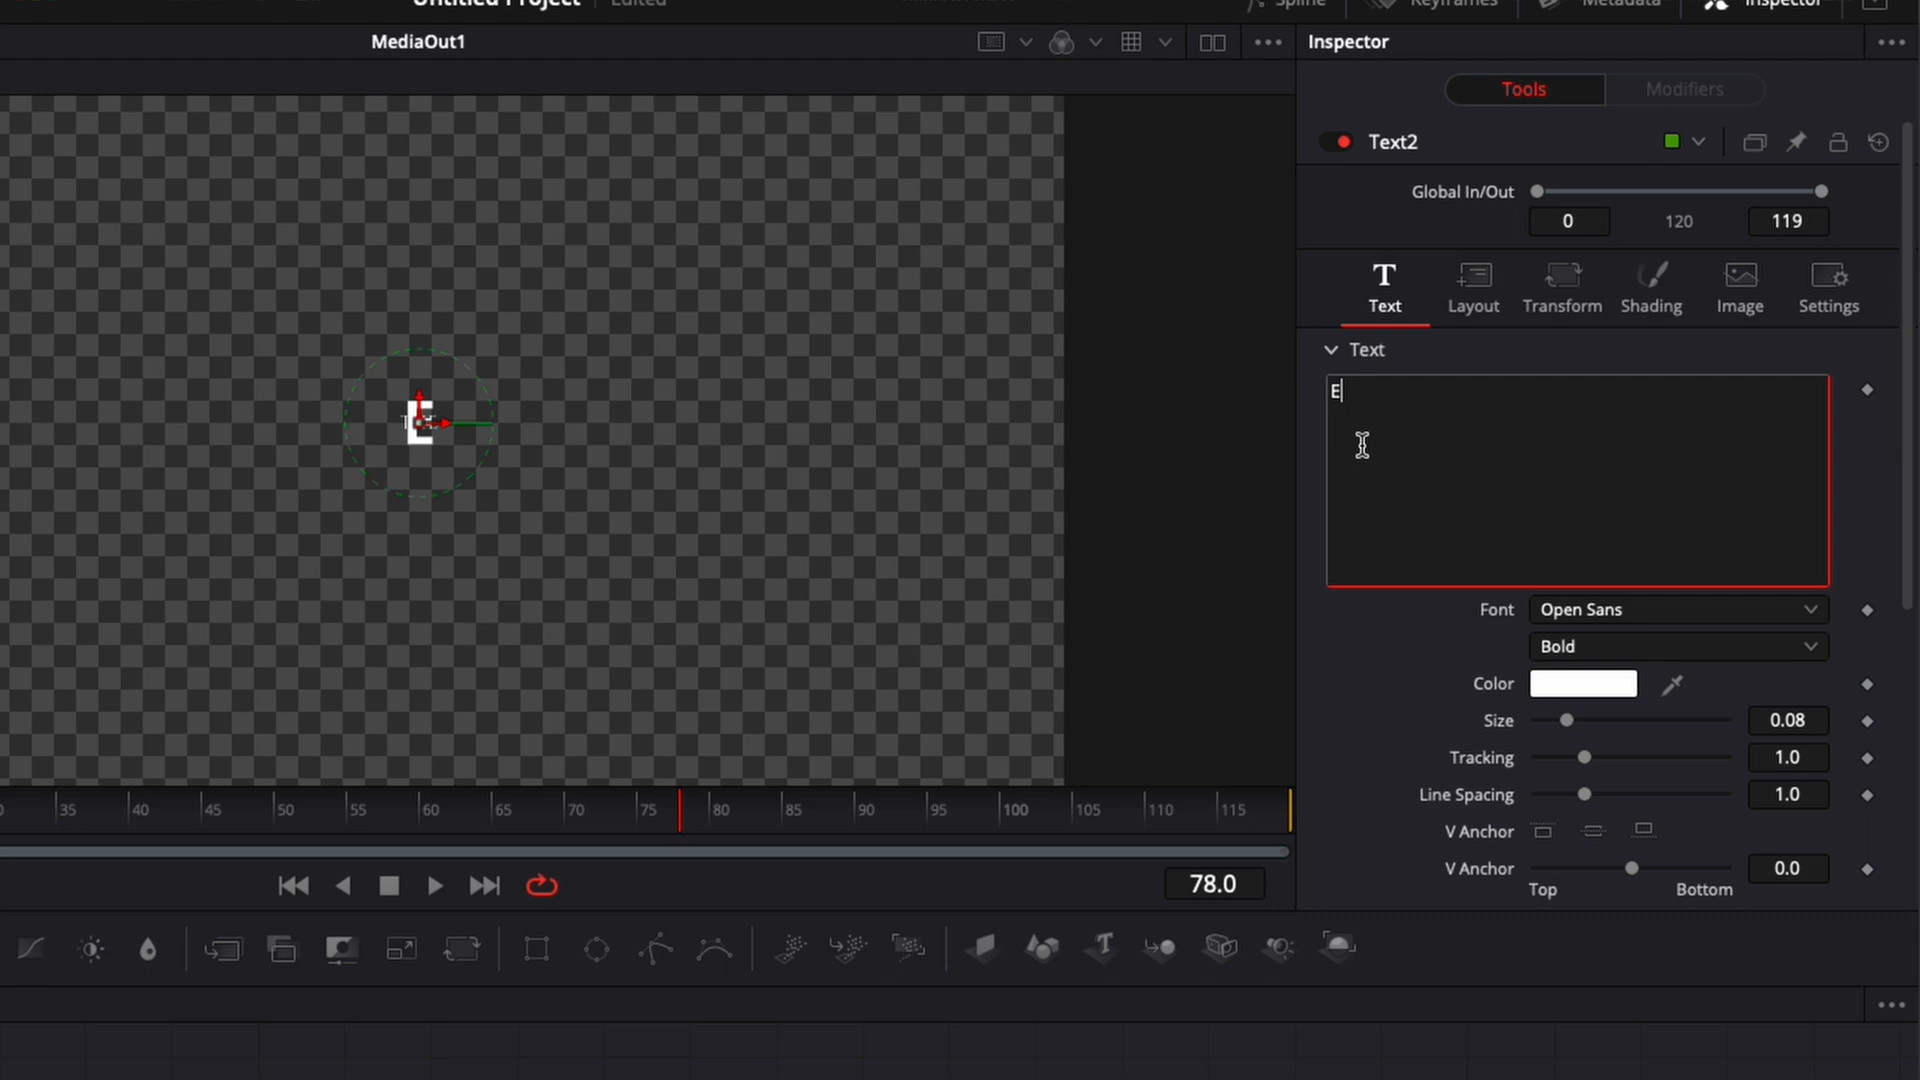 Untitled Project
Edited
Spline
Keyframes
Metadata
Inspector
MediaOut1
Inspector
Tools
Modifiers
Text2
Global In/Out
0
120
119
T
Text
Layout
Transform
Shading
Image
Settings
Text
E
E
Font
Open Sans
Bold
Color
Size
0.08
Tracking
1.0
Line Spacing
1.0
V Anchor
V Anchor
0.0
Top
Bottom
35
40
45
50
55
60
65
70
75
80
85
90
95
100
105
110
115
78.0